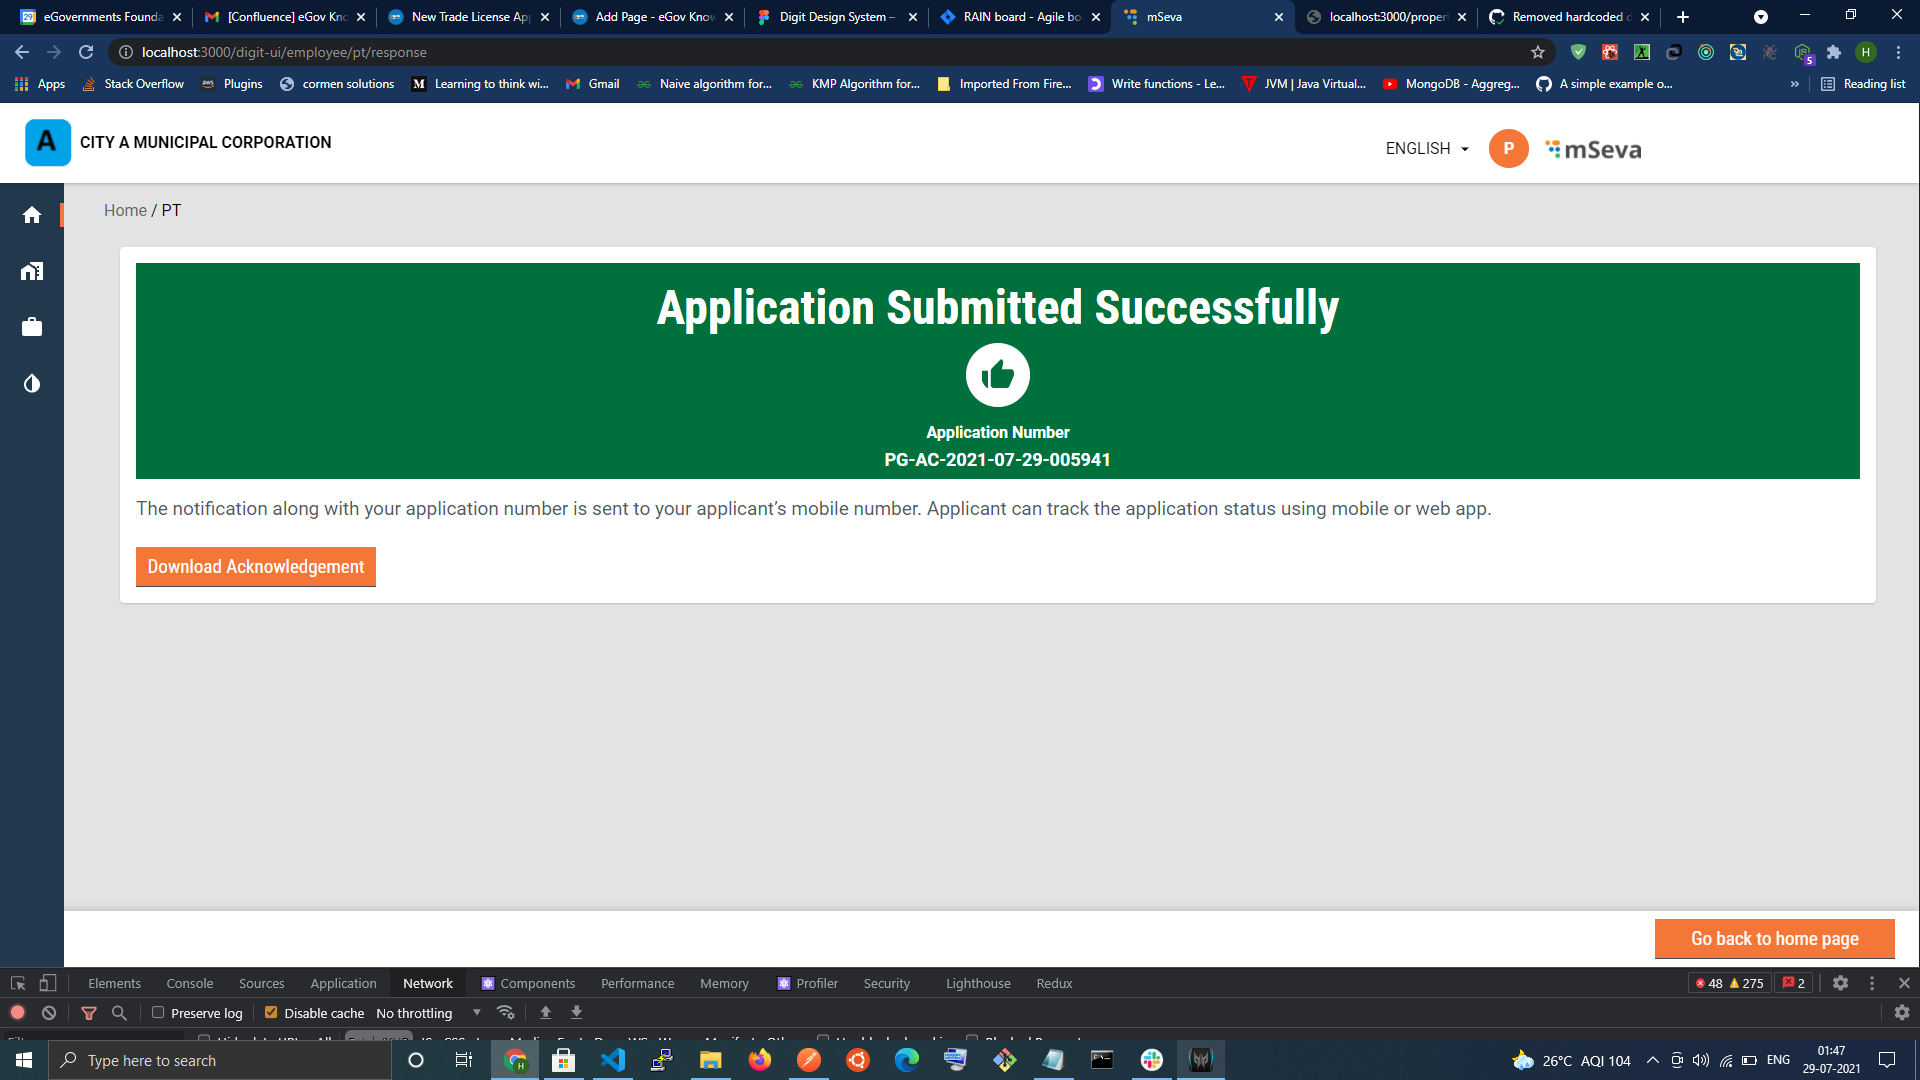 eGovernments Founda
[Confluence] eGov Kno
New Trade License App
Add Page - eGov Know
Digit Design System –
RAIN board - Agile bo
mSeva
localhost:3000/propert
Removed hardcoded d
localhost:3000/digit-ui/employee/pt/response
H
Apps
Stack Overflow
Plugins
cormen solutions
Learning to think wi...
Gmail
Naive algorithm for...
KMP Algorithm for...
Imported From Fire...
Write functions - Le...
JVM | Java Virtual...
MongoDB - Aggreg...
A simple example o...
»
Reading list
A
CITY A MUNICIPAL CORPORATION
ENGLISH
P
mSeva
Home / PT
Application Submitted Successfully
Application Number
PG-AC-2021-07-29-005941
The notification along with your application number is sent to your applicant’s mobile number. Applicant can track the application status using mobile or web app.
Download Acknowledgement
Go back to home page
Elements
Console
Sources
Application
Network
Components
Performance
Memory
Profiler
Security
Lighthouse
Redux
48
275
2
Preserve log
Disable cache
No throttling
Type here to search
26°C AQI 104
ENG
01:47
29-07-2021